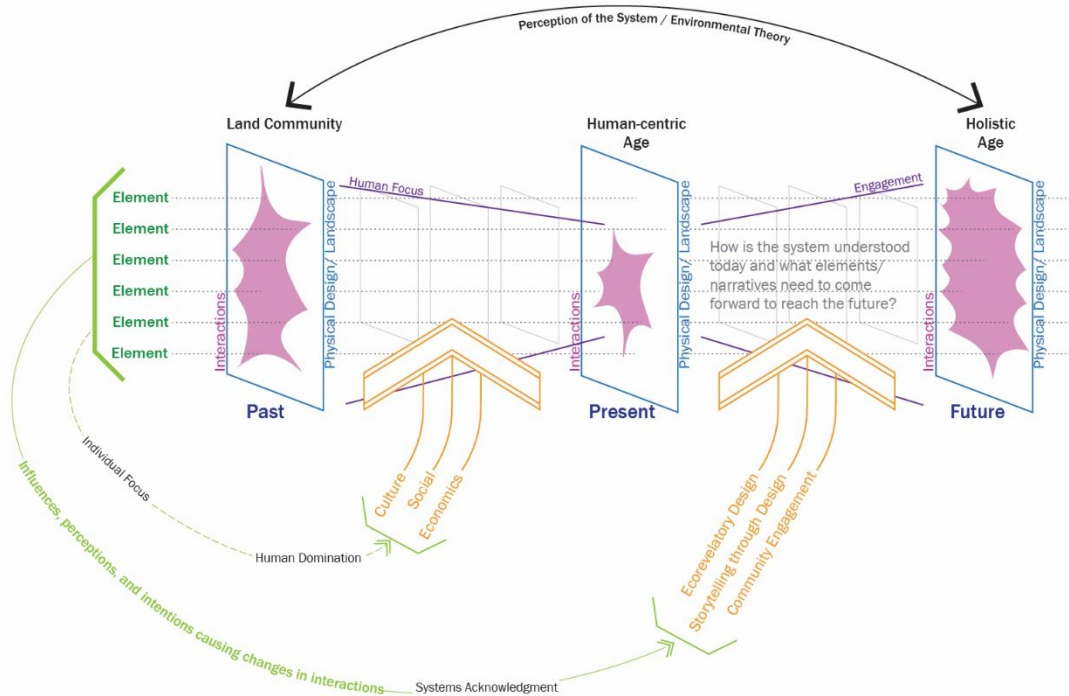 Perception of the System / Environmental Theory
Land Community
Human-centric
Age
Holistic
Age
Element
Element
Element
Element
Element
Element
Interactions
Physical Design/ Landscape
Human Focus
Interactions
Physical Design/ Landscape
Engagement
How is the system understood
today and what elements/
narratives need to come
forward to reach the future?
Interactions
Physical Design/ Landscape
Past
Present
Future
Individual Focus
Human Domination
Culture
Social
Economics
Ecorevelatory Design
Storytelling through Design
Community Engagement
Influences, perceptions, and intentions causing changes in interactions
Systems Acknowledgment